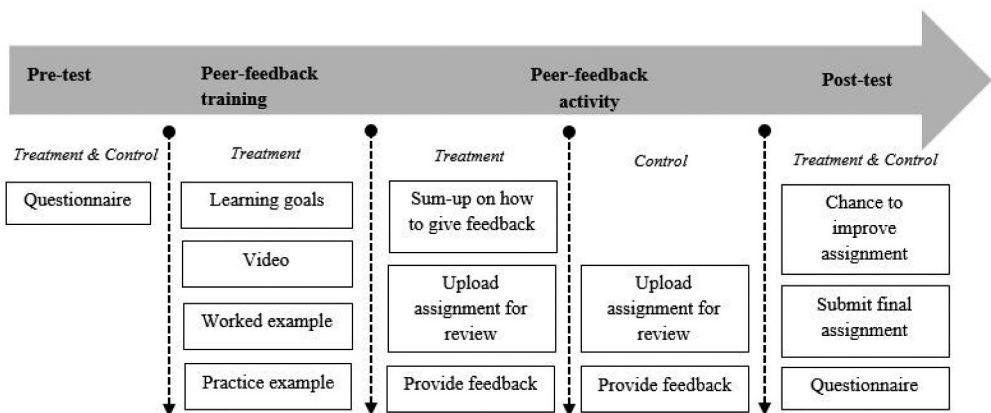 Pre-test
Peer-feedback
training
Peer-feedback
activity
Post-test
Treatment & Control
Questionnaire
Treatment
Learning goals
Video
Worked example
Practice example
Treatment
Sum-up on how
to give feedback
Upload
assignment for
review
Provide feedback
Control
Upload
assignment for
review
Provide feedback
Treatment & Control
Chance to
improve
assignment
Submit final
assignment
Questionnaire